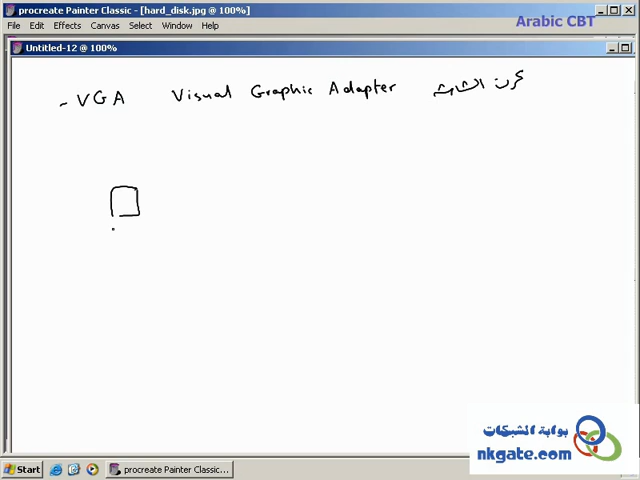 procreate Painter Classic - [hard_disk.jpg @ 100%]
Arabic CBT
File Edit Effects Canvas Select Window Help
Untitled-12 @ 100%
- VGA Visual Graphic Adapter كرت الشاشة
بوابة الشبكات
nkgate.com
Start procreate Painter Classic...